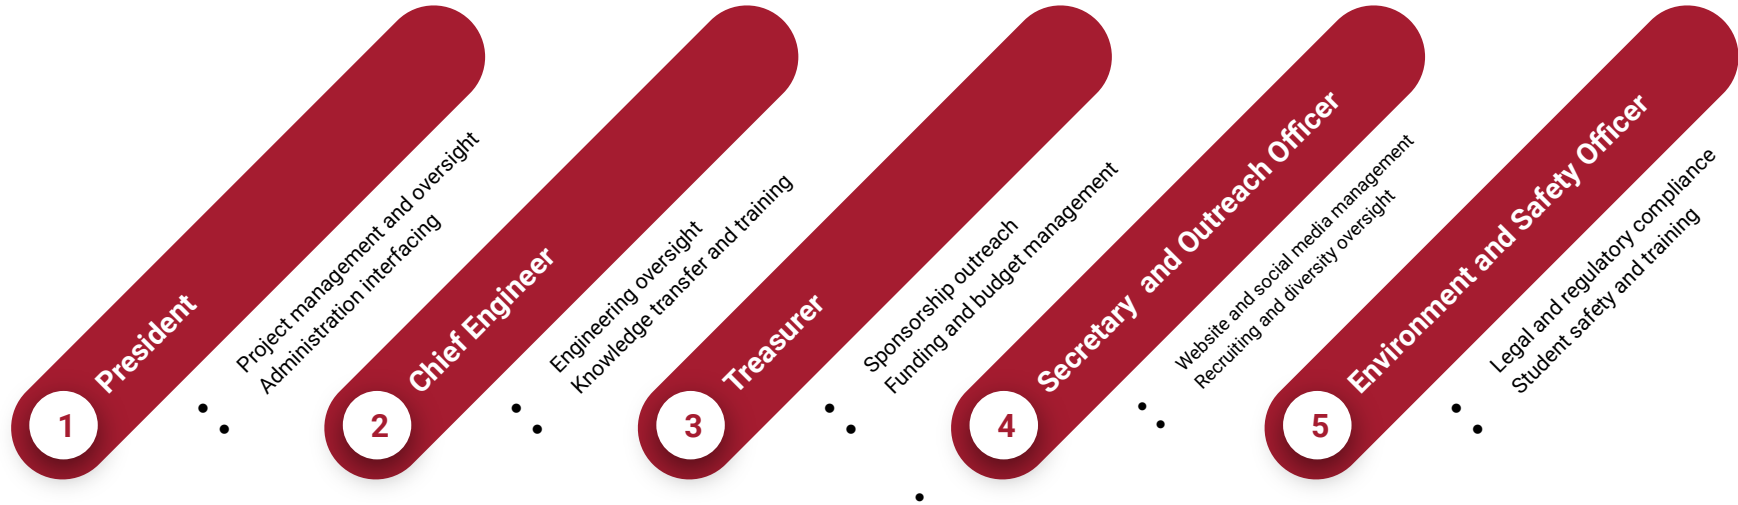 1
President
• Project management and oversight
• Administration interfacing
2
Chief Engineer
• Engineering oversight
• Knowledge transfer and training
3
Treasurer
• Sponsorship outreach
• Funding and budget management
•
4
Secretary and Outreach Officer
• Website and social media management
• Recruiting and diversity oversight
5
Environment and Safety Officer
• Legal and regulatory compliance
• Student safety and training